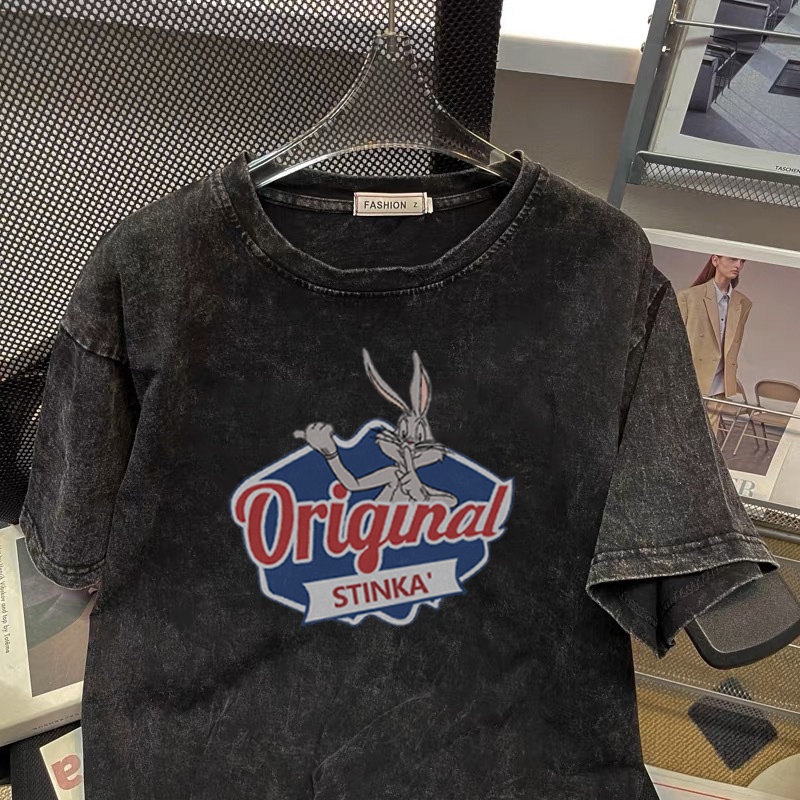 FASHION Z
TASCHEN
Original
STINKA'
a